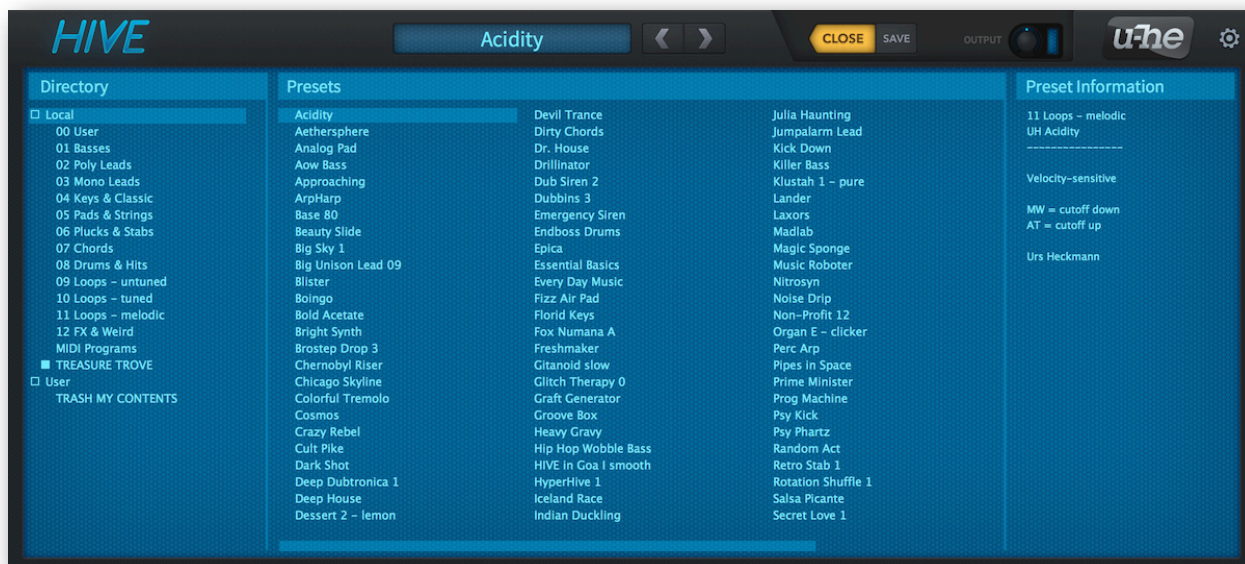 HIVE
Acidity
CLOSE
SAVE
OUTPUT
u-he
Directory
Local
00 User
01 Basses
02 Poly Leads
03 Mono Leads
04 Keys & Classic
05 Pads & Strings
06 Plucks & Stabs
07 Chords
08 Drums & Hits
09 Loops - untuned
10 Loops - tuned
11 Loops - melodic
12 FX & Weird
MIDI Programs
TREASURE TROVE
User
TRASH MY CONTENTS
Presets
Acidity
Aethersphere
Analog Pad
Aow Bass
Approaching
ArpHarp
Base 80
Beauty Slide
Big Sky 1
Big Unison Lead 09
Blister
Boingo
Bold Acetate
Bright Synth
Brostep Drop 3
Chernobyl Riser
Chicago Skyline
Colorful Tremolo
Cosmos
Crazy Rebel
Cult Pike
Dark Shot
Deep Dubtronica 1
Deep House
Dessert 2 - lemon
Devil Trance
Dirty Chords
Dr. House
Drillinator
Dub Siren 2
Dubbins 3
Emergency Siren
Endboss Drums
Epica
Essential Basics
Every Day Music
Fizz Air Pad
Florid Keys
Fox Numana A
Freshmaker
Gitanoid slow
Glitch Therapy 0
Graft Generator
Groove Box
Heavy Gravy
Hip Hop Wobble Bass
HIVE in Goa I smooth
HyperHive 1
Iceland Race
Indian Duckling
Julia Haunting
Jumpalarm Lead
Kick Down
Killer Bass
Klustah 1 - pure
Lander
Laxors
Madlab
Magic Sponge
Music Roboter
Nitrosyn
Noise Drip
Non-Profit 12
Organ E - clicker
Perc Arp
Pipes in Space
Prime Minister
Prog Machine
Psy Kick
Psy Phartz
Random Act
Retro Stab 1
Rotation Shuffle 1
Salsa Picante
Secret Love 1
Preset Information
11 Loops - melodic
UH Acidity
----------------
Velocity-sensitive
MW = cutoff down
AT = cutoff up
Urs Heckmann